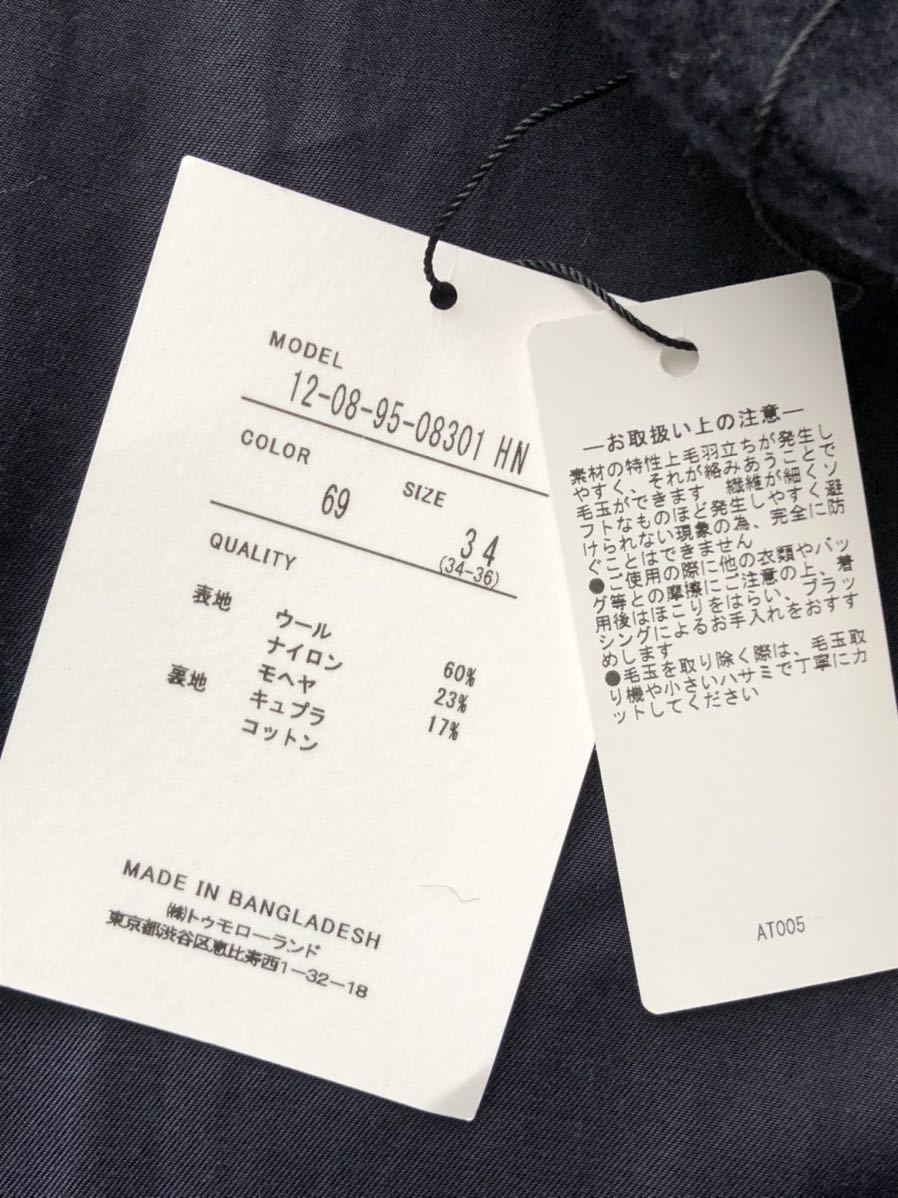 MODEL
12-08-95-08301 HN
COLOR
69
SIZE
34
(34-36)
QUALITY
表地 ウール 60%
ナイロン 23%
モヘヤ 17%
裏地 キュプラ
コットン
MADE IN BANGLADESH
㈱トゥモローランド
東京都渋谷区恵比寿西1-32-18
—お取扱い上の注意—
素材の特性上毛羽立ちが発生し
やすく、それが絡みあうことで
毛玉ができます 繊維が細くソ
フトなものほど発生しやすく避
けられない現象の為、完全に防
ぐことはできません
●ご使用の際に他の衣類やバッ
グ等との摩擦にご注意の上、着
用後はほこりをはらい、ブラッ
シングによるお手入れをおすす
めします
●毛玉を取り除く際は、毛玉取
り機や小さいハサミで丁寧にカ
ットしてください
AT005